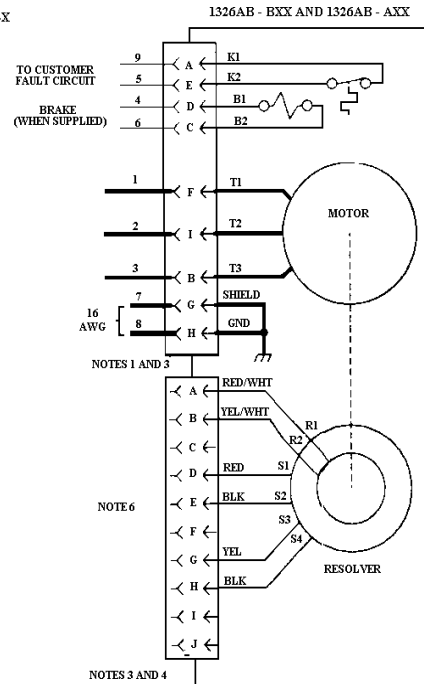 -X
1326AB - BXX AND 1326AB - AXX
9 A K1
TO CUSTOMER
FAULT CIRCUIT
5 E K2
4 D B1
BRAKE
(WHEN SUPPLIED)
6 C B2
1 F T1
MOTOR
2 I T2
3 B T3
7 G SHIELD
16
AWG
8 H GND
NOTES 1 AND 3
A RED/WHT
R1
B YEL/WHT
R2
C
D RED S1
E BLK S2
NOTE 6
F S3
G YEL S4
RESOLVER
H BLK
I
J
NOTES 3 AND 4